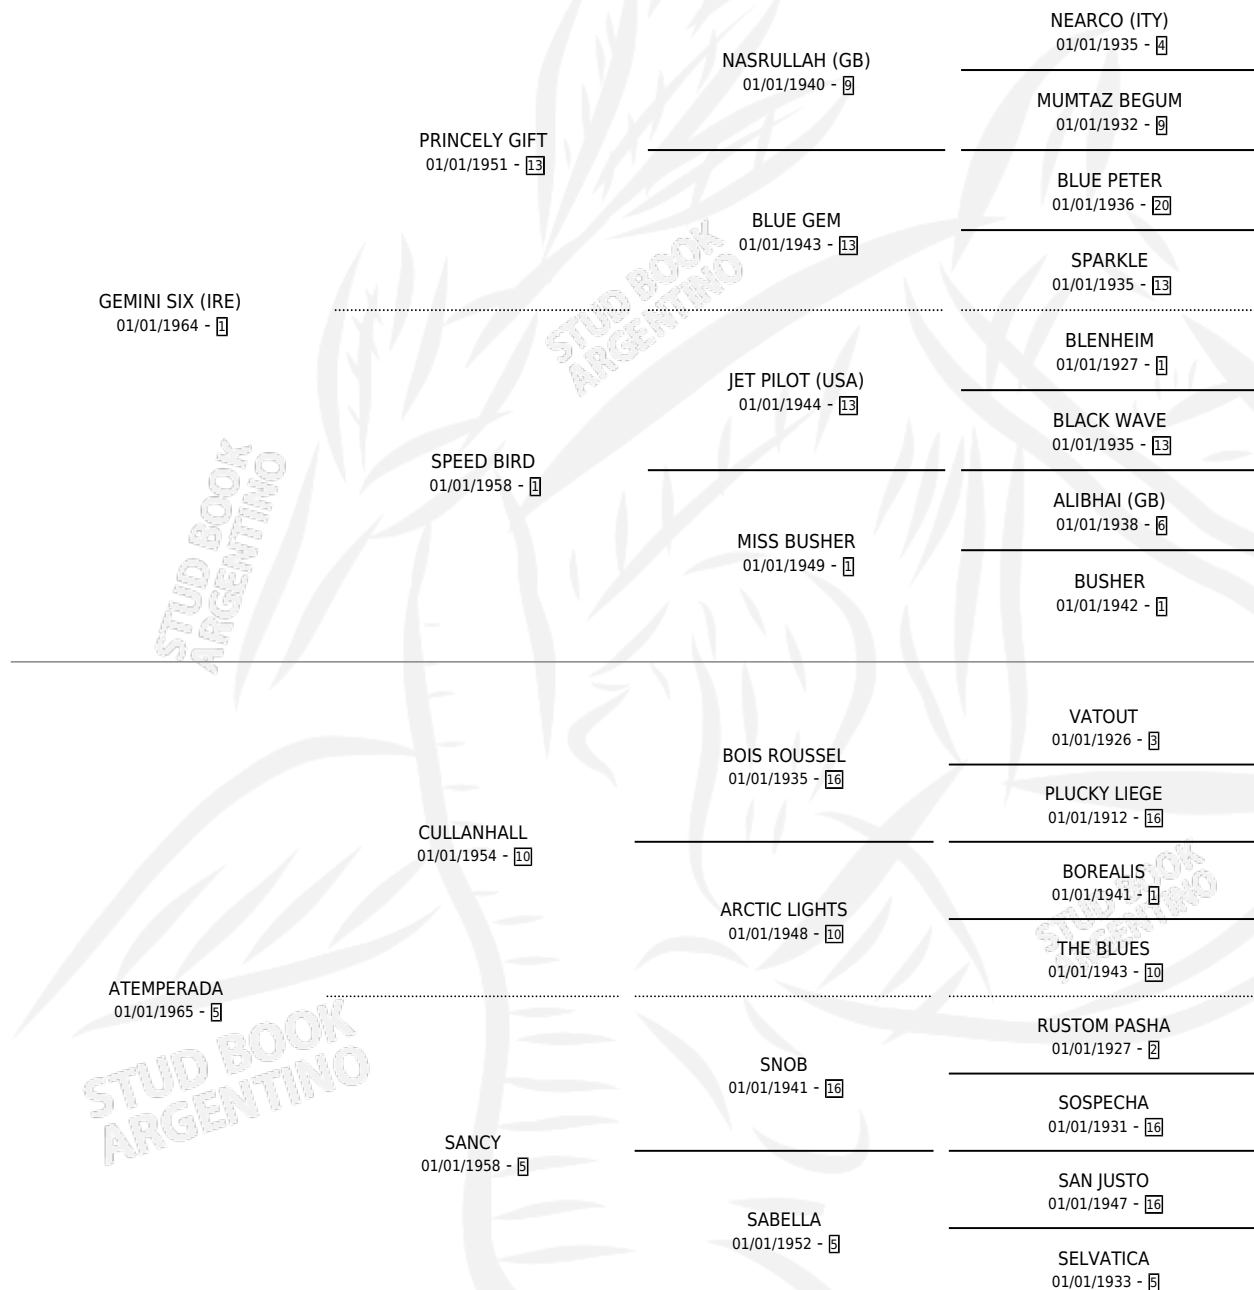 NEARCO (ITY)
01/01/1935 - 4
NASRULLAH (GB)
01/01/1940 - 9
MUMTAZ BEGUM
01/01/1932 - 9
PRINCELY GIFT
01/01/1951 - 13
BLUE PETER
01/01/1936 - 20
BLUE GEM
01/01/1943 - 13
SPARKLE
01/01/1935 - 13
GEMINI SIX (IRE)
01/01/1964 - 1
BLENHEIM
01/01/1927 - 1
JET PILOT (USA)
01/01/1944 - 13
BLACK WAVE
01/01/1935 - 13
SPEED BIRD
01/01/1958 - 1
ALIBHAI (GB)
01/01/1938 - 6
MISS BUSHER
01/01/1949 - 1
BUSHER
01/01/1942 - 1
VATOUT
01/01/1926 - 3
BOIS ROUSSEL
01/01/1935 - 16
PLUCKY LIEGE
01/01/1912 - 16
CULLANHALL
01/01/1954 - 10
BOREALIS
01/01/1941 - 1
ARCTIC LIGHTS
01/01/1948 - 10
THE BLUES
01/01/1943 - 10
ATEMPERADA
01/01/1965 - 5
RUSTOM PASHA
01/01/1927 - 2
SNOB
01/01/1941 - 16
SOSPECHA
01/01/1931 - 16
SANCY
01/01/1958 - 5
SAN JUSTO
01/01/1947 - 16
SABELLA
01/01/1952 - 5
SELVATICA
01/01/1933 - 5
STUD BOOK
ARGENTINO
STUD BOOK
ARGENTINO
STUD BOOK
ARGENTINO
STUD BOOK
ARGENTINO